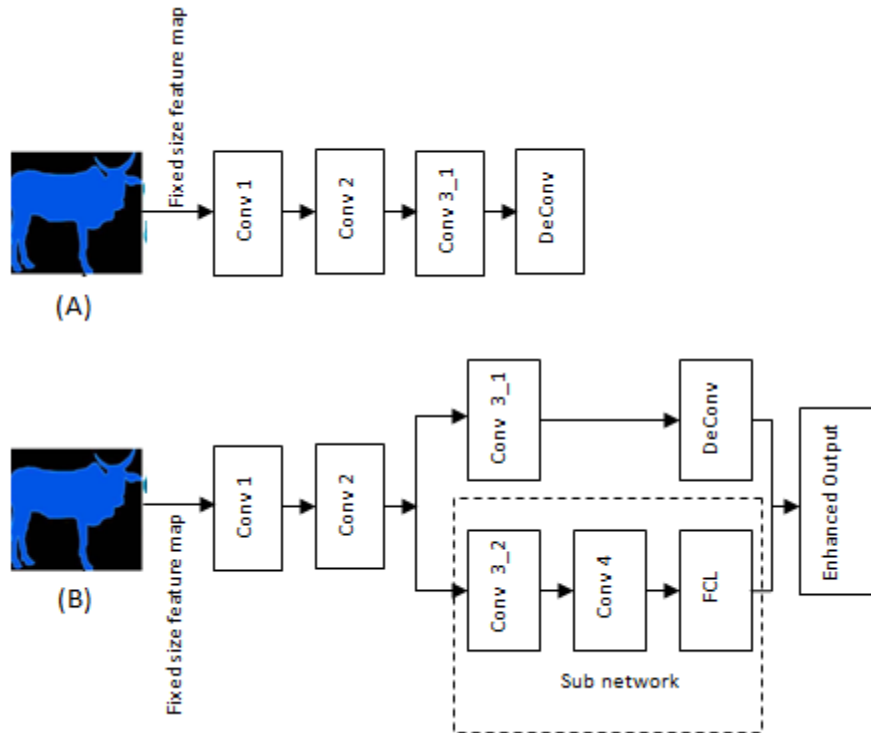 Fixed size feature map
Conv 1
Conv 2
Conv 3_1
DeConv
(A)
Fixed size feature map
Conv 1
Conv 2
Conv 3_1
DeConv
Conv 3_2
Conv 4
FCL
Sub network
Enhanced Output
(B)